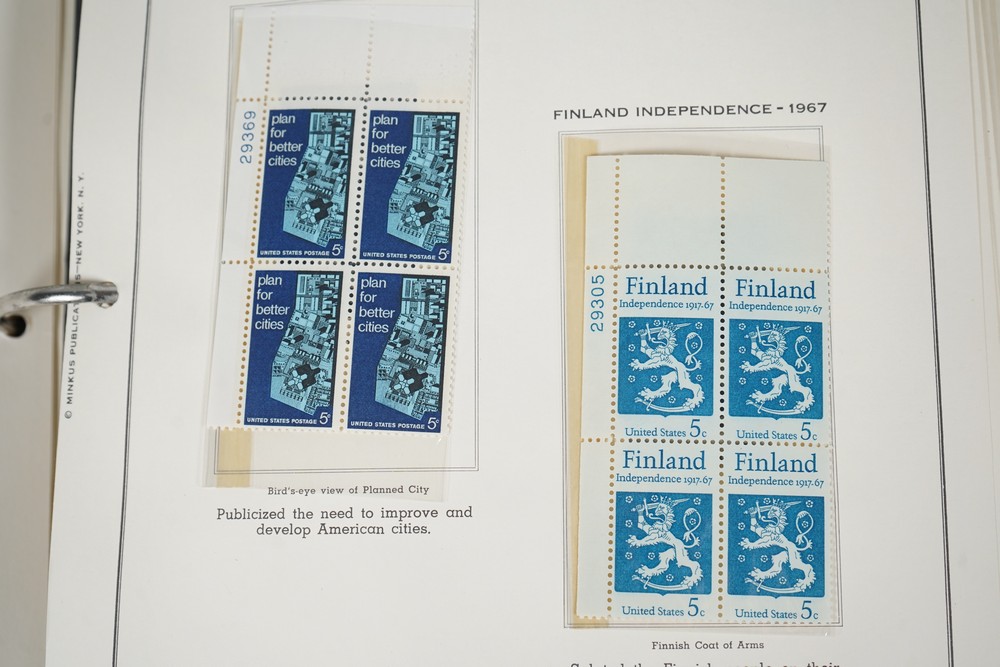 © MINKUS PUBLICATIONS—NEW YORK, N. Y.
29369
plan
for
better
cities
UNITED STATES POSTAGE 5c
plan
for
better
cities
UNITED STATES POSTAGE 5c
plan
for
better
cities
UNITED STATES POSTAGE 5c
plan
for
better
cities
UNITED STATES POSTAGE 5c
Bird's-eye view of Planned City
Publicized the need to improve and
develop American cities.
FINLAND INDEPENDENCE - 1967
29305
Finland
Independence 1917-67
United States 5c
Finland
Independence 1917-67
United States 5c
Finland
Independence 1917-67
United States 5c
Finland
Independence 1917-67
United States 5c
Finnish Coat of Arms